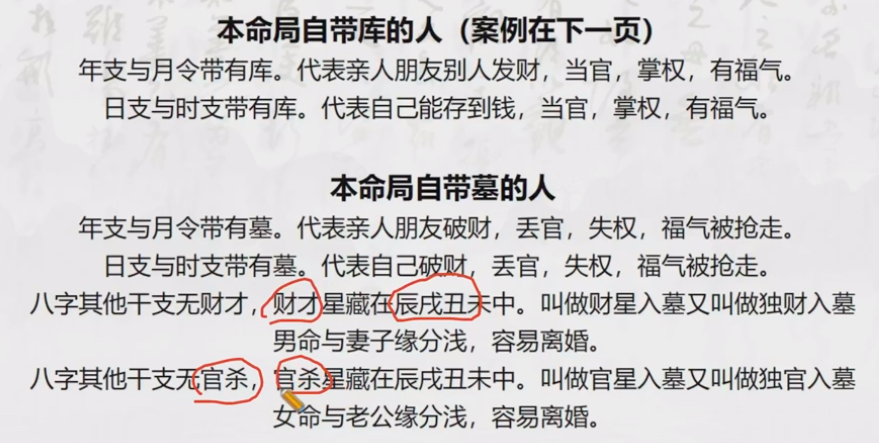 本命局自带库的人（案例在下一页）
年支与月令带有库。代表亲人朋友别人发财，当官，掌权，有福气。
日支与时支带有库。代表自己能存到钱，当官，掌权，有福气。
本命局自带墓的人
年支与月令带有墓。代表亲人朋友破财，丢官，失权，福气被抢走。
日支与时支带有墓。代表自己破财，丢官，失权，福气被抢走。
八字其他干支无财才，财才星藏在辰戌丑未中。叫做财星入墓又叫做独财入墓
男命与妻子缘分浅，容易离婚。
八字其他干支无官杀，官杀星藏在辰戌丑未中。叫做官星入墓又叫做独官入墓
女命与老公缘分浅，容易离婚。